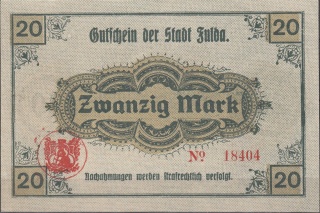 20 20
Gutschein der Stadt Fulda.
Zwanzig Mark
No 18404
20 20
Nachahmungen werden strafrechtlich verfolgt.